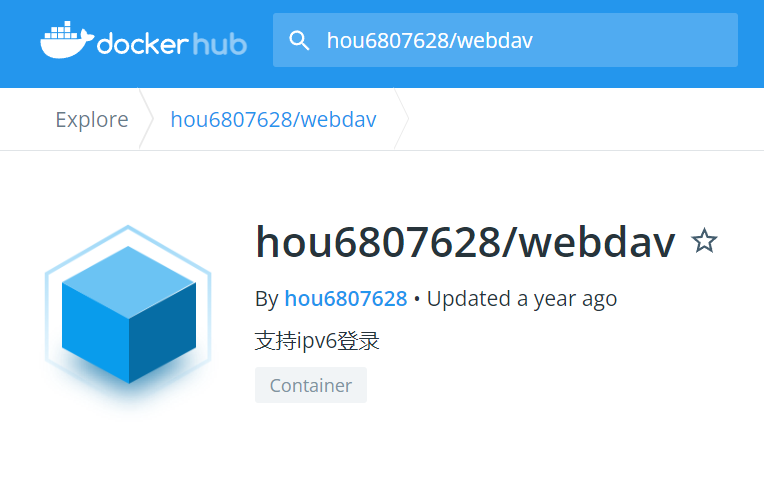 dockerhub
hou6807628/webdav
Explore
hou6807628/webdav
hou6807628/webdav
By hou6807628 • Updated a year ago
支持ipv6登录
Container